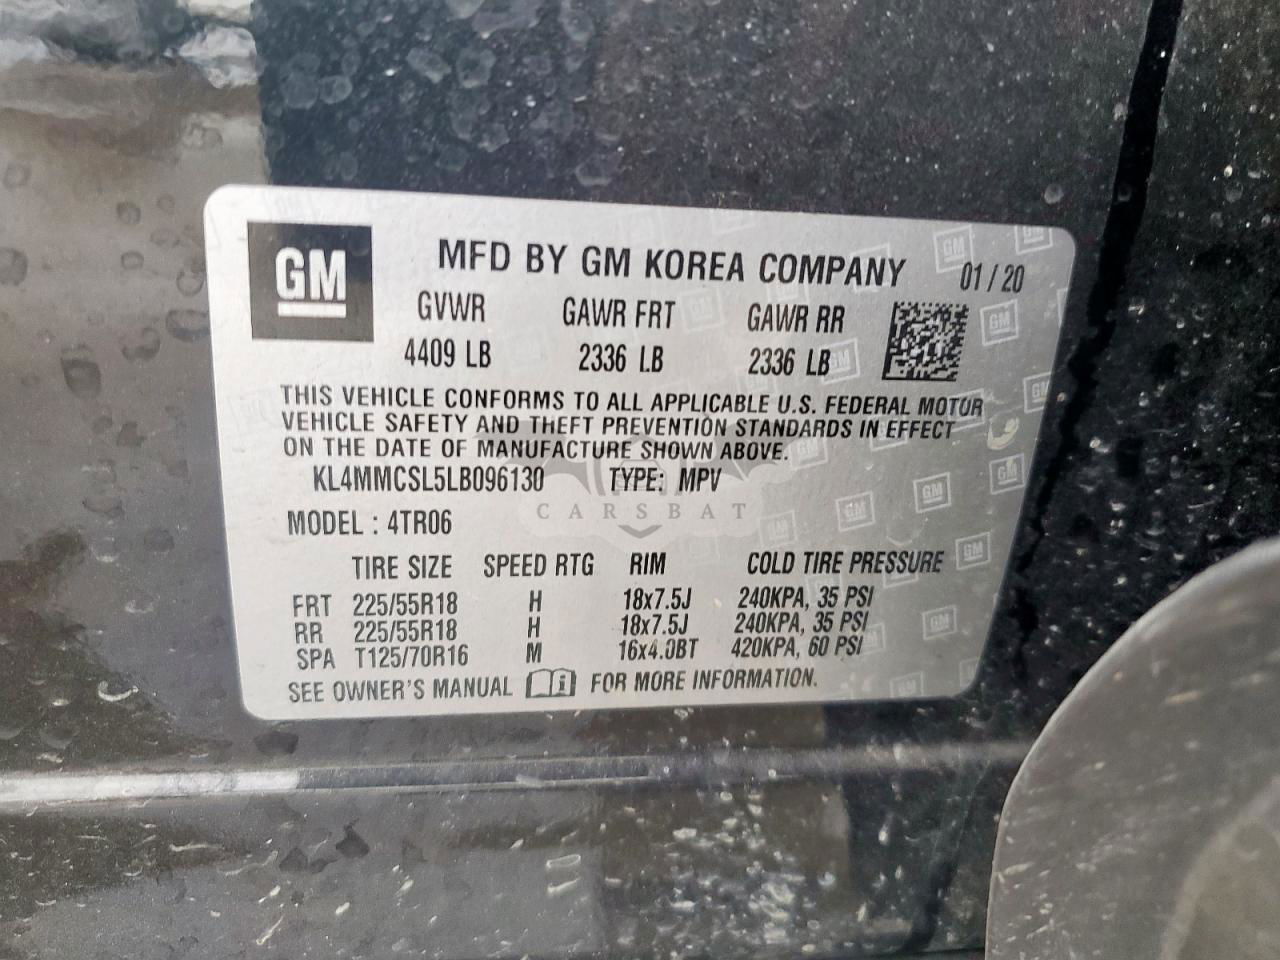 GM
MFD BY GM KOREA COMPANY 01/20
GVWR GAWR FRT GAWR RR
4409 LB 2336 LB 2336 LB
THIS VEHICLE CONFORMS TO ALL APPLICABLE U.S. FEDERAL MOTOR
VEHICLE SAFETY AND THEFT PREVENTION STANDARDS IN EFFECT
ON THE DATE OF MANUFACTURE SHOWN ABOVE.
KL4MMCSL5LB096130 TYPE: MPV
CARSBAT
MODEL : 4TR06
TIRE SIZE SPEED RTG RIM COLD TIRE PRESSURE
FRT 225/55R18 H 18x7.5J 240KPA, 35 PSI
RR 225/55R18 H 18x7.5J 240KPA, 35 PSI
SPA T125/70R16 M 16x4.0BT 420KPA, 60 PSI
SEE OWNER'S MANUAL FOR MORE INFORMATION.